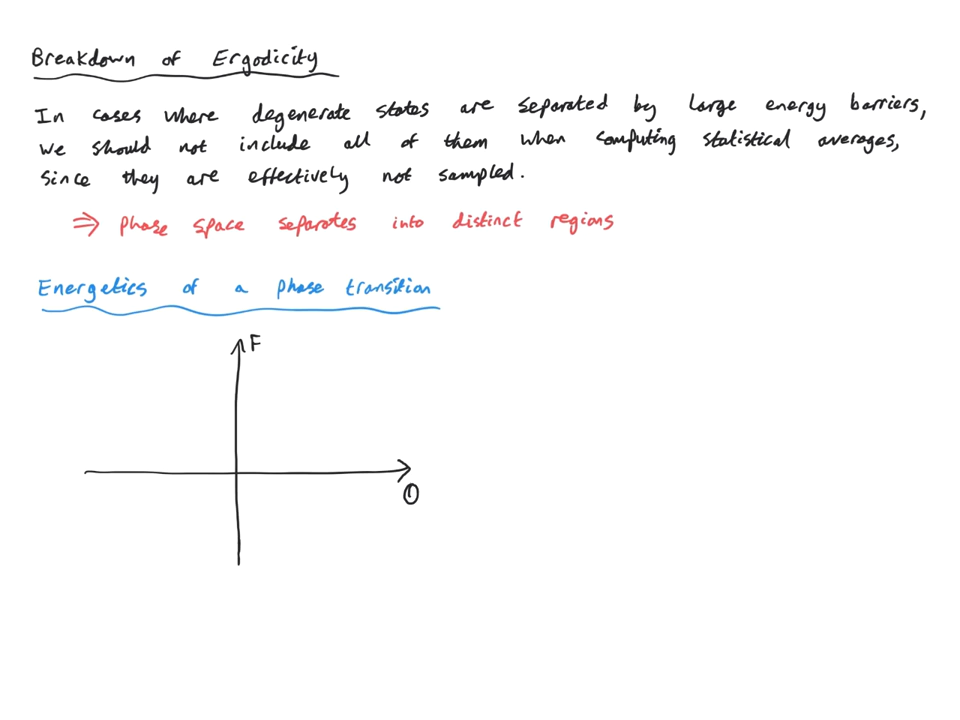 Breakdown of Ergodicity
In cases where degenerate states are separated by large energy barriers,
we should not include all of them when computing statistical averages,
since they are effectively not sampled.
⇒ Phase space separates into distinct regions
Energetics of a phase transition
F
O